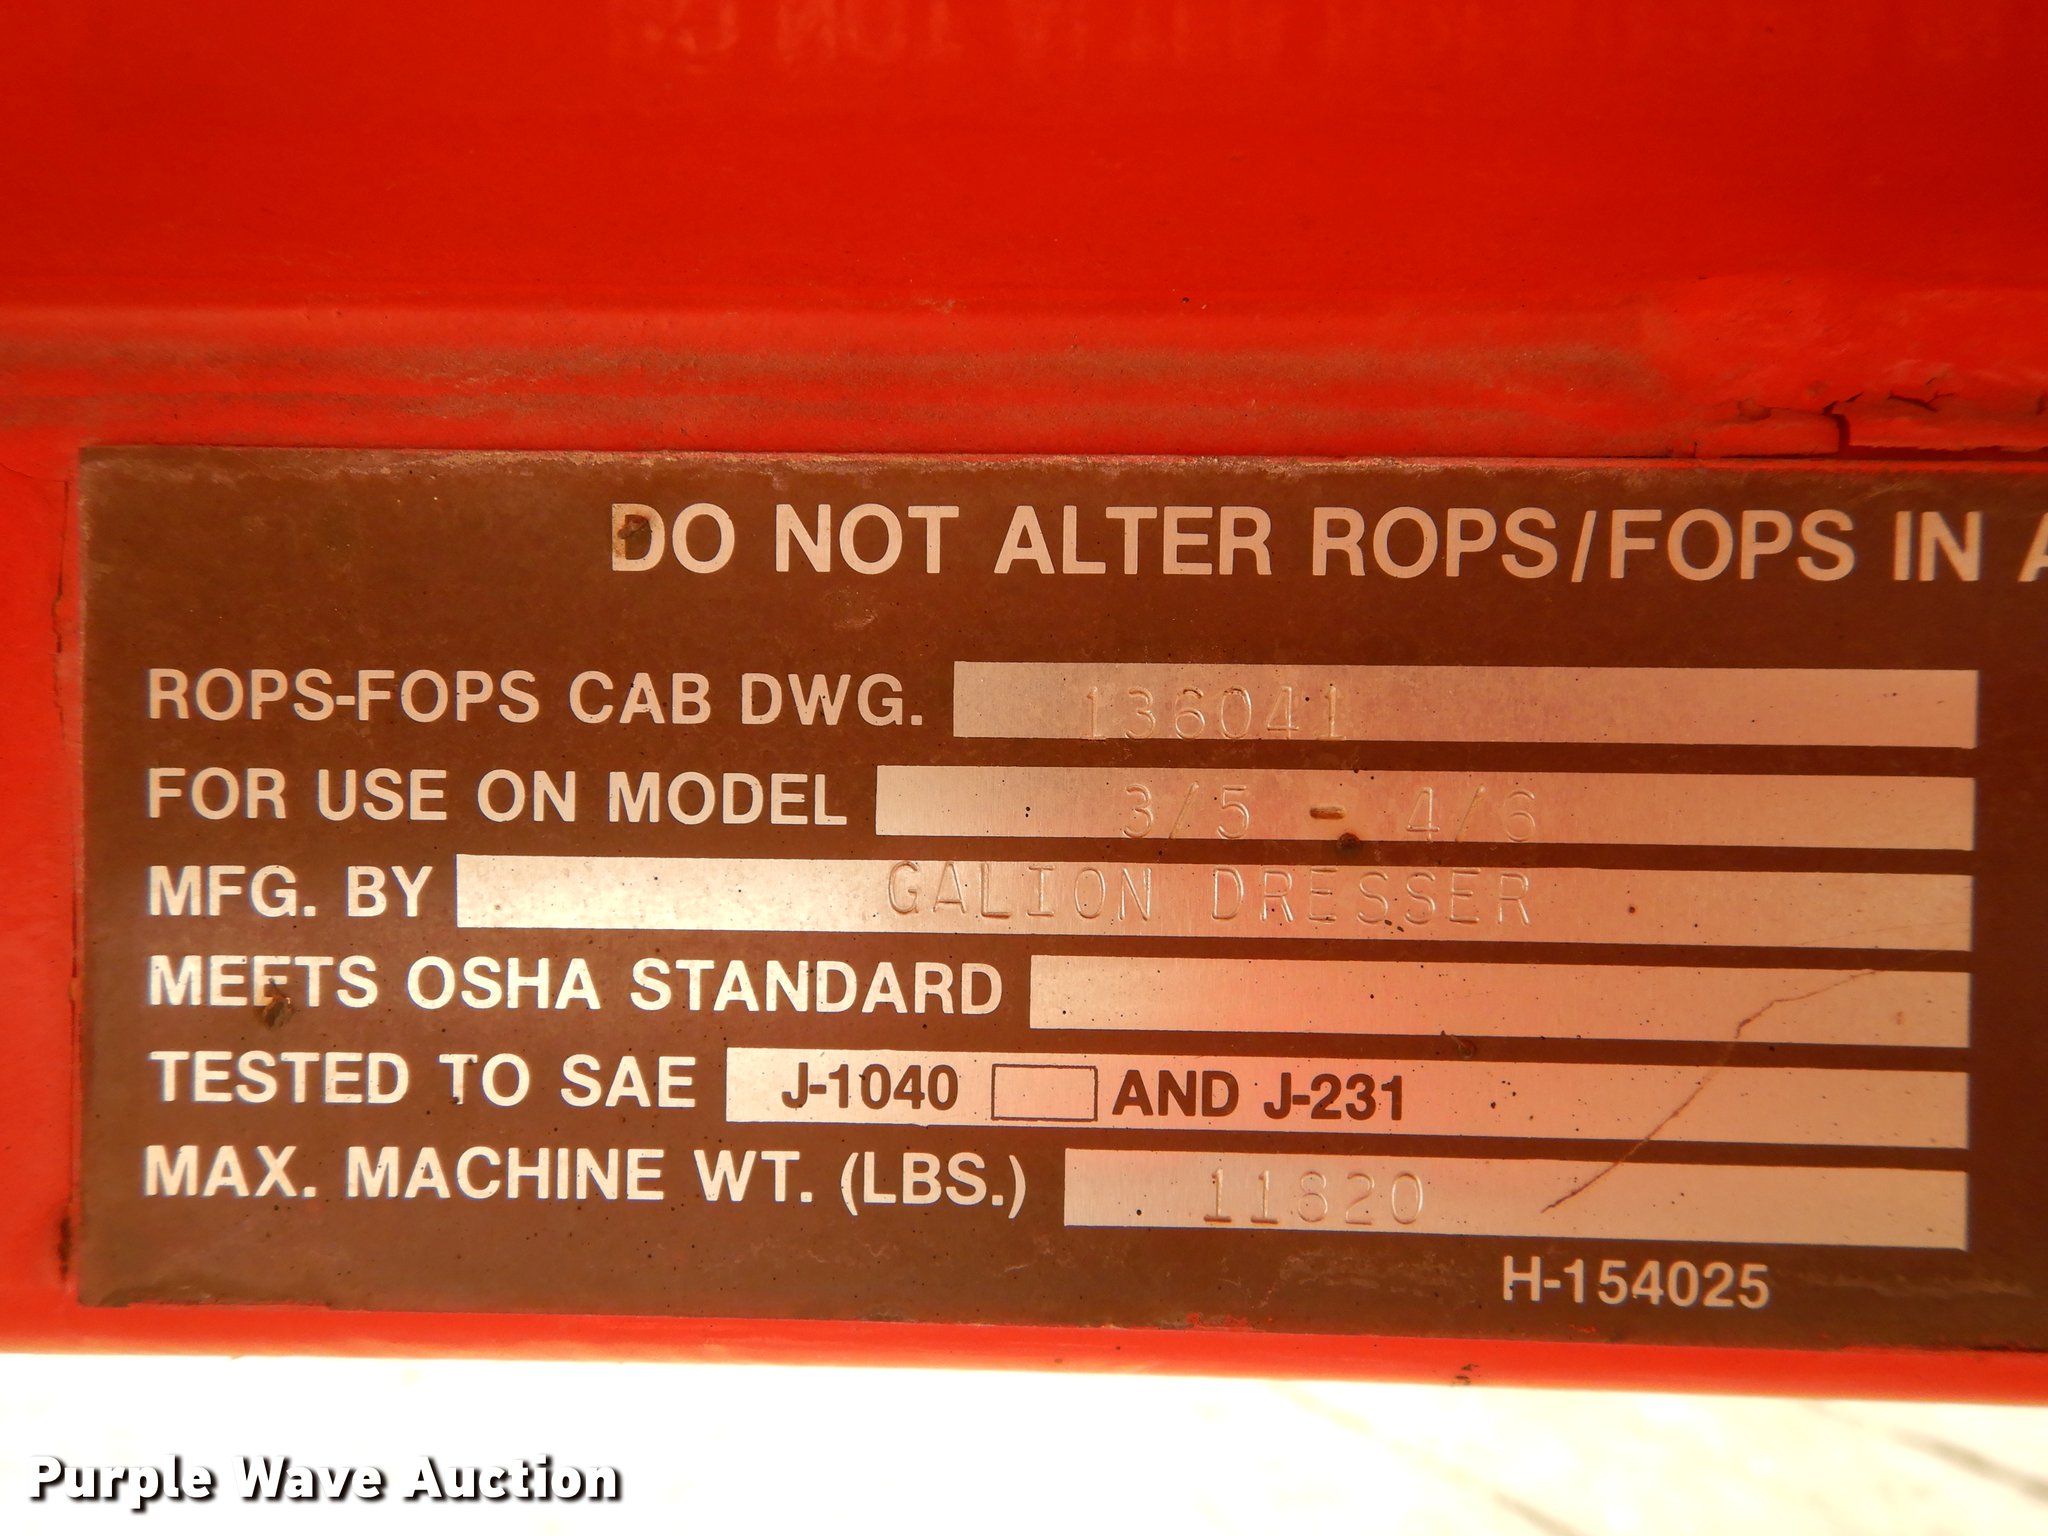 DO NOT ALTER ROPS/FOPS IN A
ROPS-FOPS CAB DWG. 136041
FOR USE ON MODEL 3/5 - 4/6
MFG. BY GALION DRESSER
MEETS OSHA STANDARD
TESTED TO SAE J-1040 AND J-231
MAX. MACHINE WT. (LBS.) 11820
H-154025
Purple Wave Auction